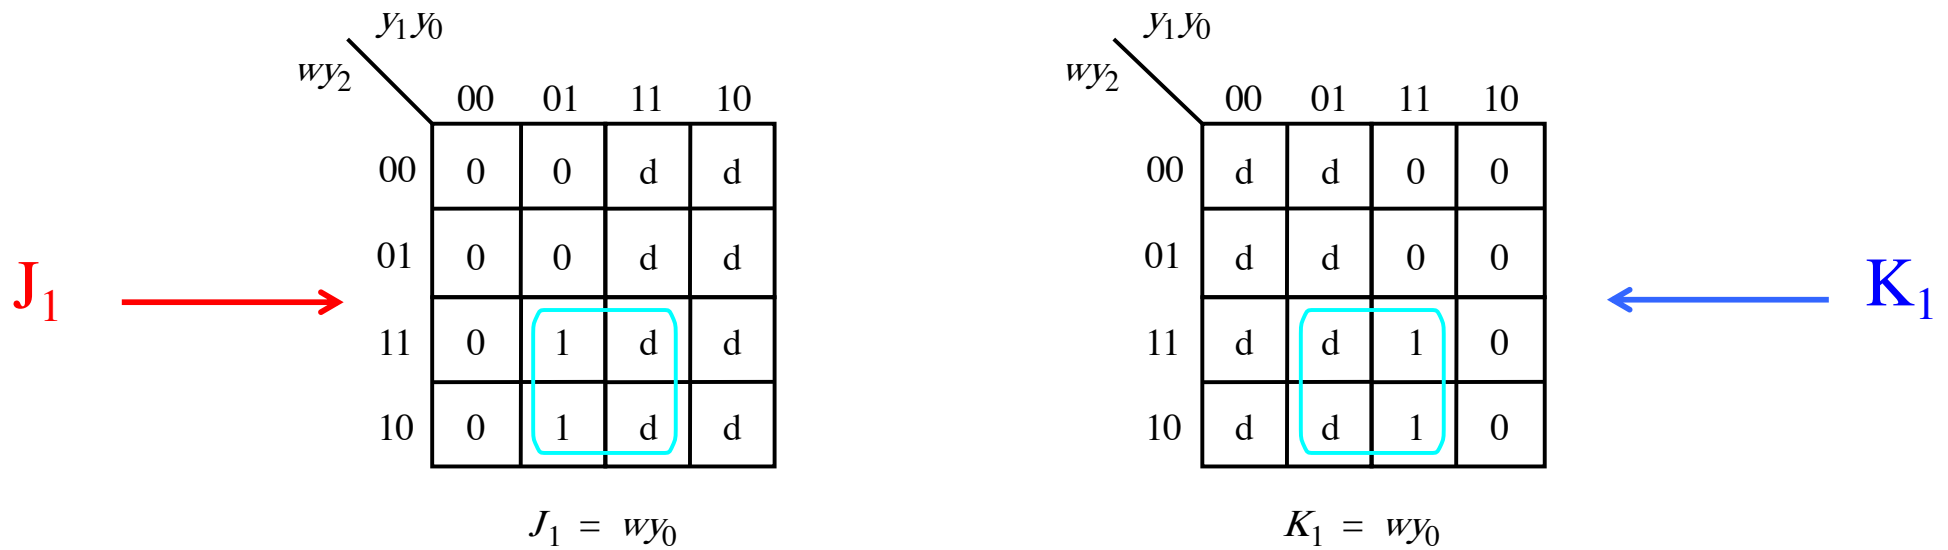 y₁y₀ y₁y₀
wy₂ wy₂
00 01 11 10 00 01 11 10
00 0 0 d d 00 d d 0 0
01 0 0 d d 01 d d 0 0
J₁ K₁
11 0 1 d d 11 d d 1 0
10 0 1 d d 10 d d 1 0
J₁ = wy₀ K₁ = wy₀